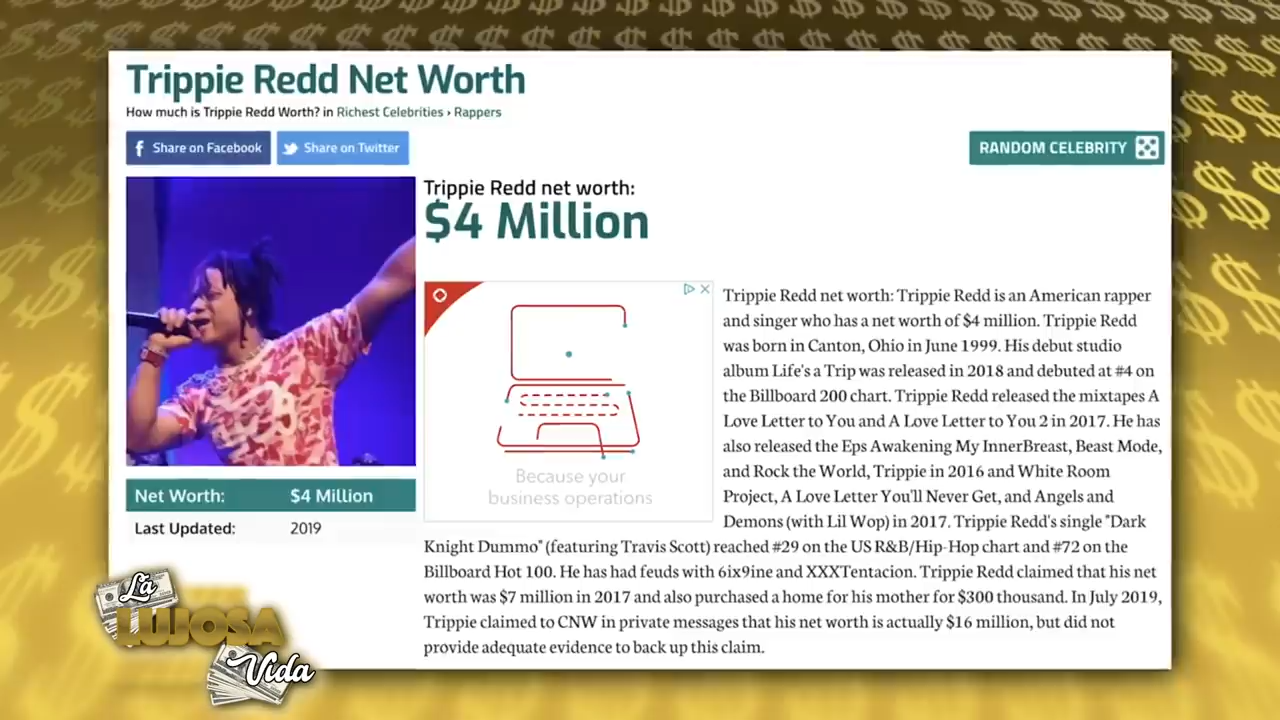 Trippie Redd Net Worth
How much is Trippie Redd Worth? in Richest Celebrities › Rappers
Share on Facebook
Share on Twitter
RANDOM CELEBRITY
Trippie Redd net worth:
$4 Million
Net Worth: $4 Million
Last Updated: 2019
Because your
business operations
Trippie Redd net worth: Trippie Redd is an American rapper
and singer who has a net worth of $4 million. Trippie Redd
was born in Canton, Ohio in June 1999. His debut studio
album Life's a Trip was released in 2018 and debuted at #4 on
the Billboard 200 chart. Trippie Redd released the mixtapes A
Love Letter to You and A Love Letter to You 2 in 2017. He has
also released the Eps Awakening My InnerBreast, Beast Mode,
and Rock the World, Trippie in 2016 and White Room
Project, A Love Letter You'll Never Get, and Angels and
Demons (with Lil Wop) in 2017. Trippie Redd's single "Dark
Knight Dummo" (featuring Travis Scott) reached #29 on the US R&B/Hip-Hop chart and #72 on the
Billboard Hot 100. He has had feuds with 6ix9ine and XXXTentacion. Trippie Redd claimed that his net
worth was $7 million in 2017 and also purchased a home for his mother for $300 thousand. In July 2019,
Trippie claimed to CNW in private messages that his net worth is actually $16 million, but did not
provide adequate evidence to back up this claim.
La
LUJOSA
Vida